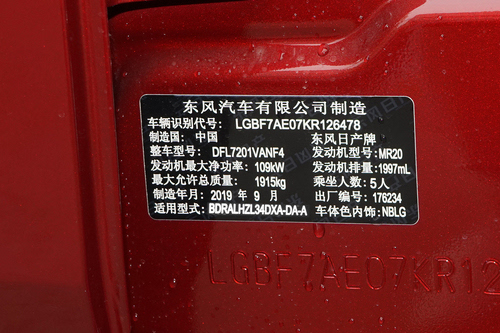 东风汽车有限公司制造
车辆识别代号: LGBF7AE07KR126478
制造国: 中国 东风日产牌
整车型号: DFL7201VANF4 发动机型号: MR20
发动机最大净功率: 109kW 发动机排量: 1997mL
最大允许总质量: 1915kg 乘坐人数: 5人
制造年月: 2019 年 9 月 出厂编号: 176234
适用型号: BDRALHZL34DXA-DA-A 车体色内饰: NBLG
LGBF7AE07KR12